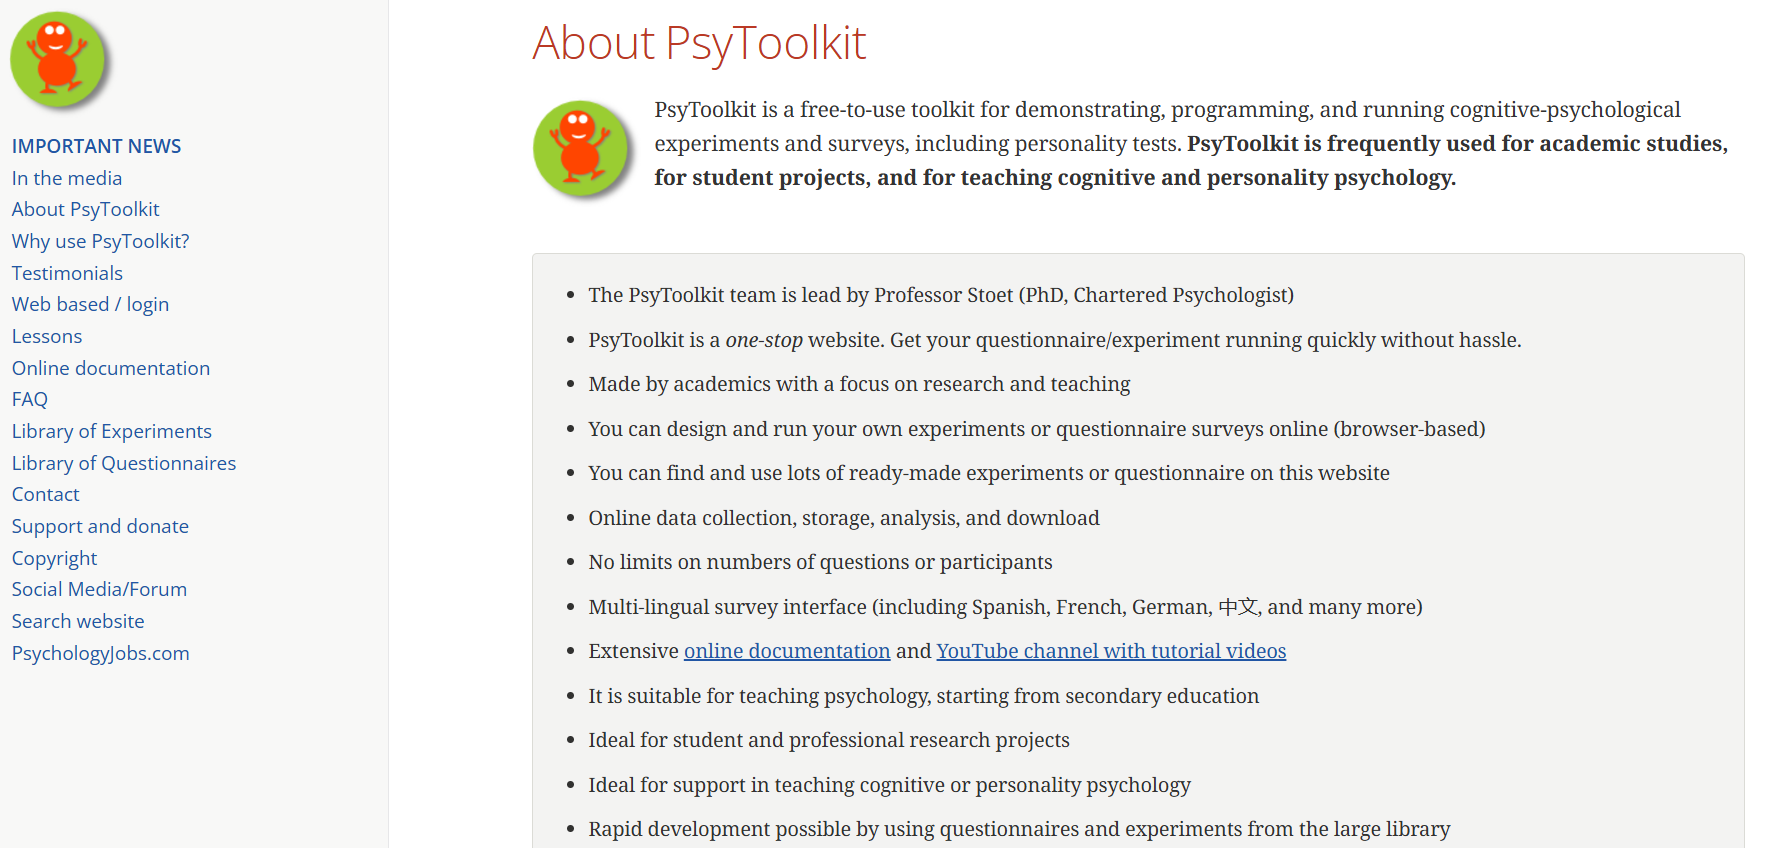 IMPORTANT NEWS
In the media
About PsyToolkit
Why use PsyToolkit?
Testimonials
Web based / login
Lessons
Online documentation
FAQ
Library of Experiments
Library of Questionnaires
Contact
Support and donate
Copyright
Social Media/Forum
Search website
PsychologyJobs.com
About PsyToolkit
PsyToolkit is a free-to-use toolkit for demonstrating, programming, and running cognitive-psychological
experiments and surveys, including personality tests. PsyToolkit is frequently used for academic studies,
for student projects, and for teaching cognitive and personality psychology.
• The PsyToolkit team is lead by Professor Stoet (PhD, Chartered Psychologist)
• PsyToolkit is a one-stop website. Get your questionnaire/experiment running quickly without hassle.
• Made by academics with a focus on research and teaching
• You can design and run your own experiments or questionnaire surveys online (browser-based)
• You can find and use lots of ready-made experiments or questionnaire on this website
• Online data collection, storage, analysis, and download
• No limits on numbers of questions or participants
• Multi-lingual survey interface (including Spanish, French, German, 中文, and many more)
• Extensive online documentation and YouTube channel with tutorial videos
• It is suitable for teaching psychology, starting from secondary education
• Ideal for student and professional research projects
• Ideal for support in teaching cognitive or personality psychology
• Rapid development possible by using questionnaires and experiments from the large library